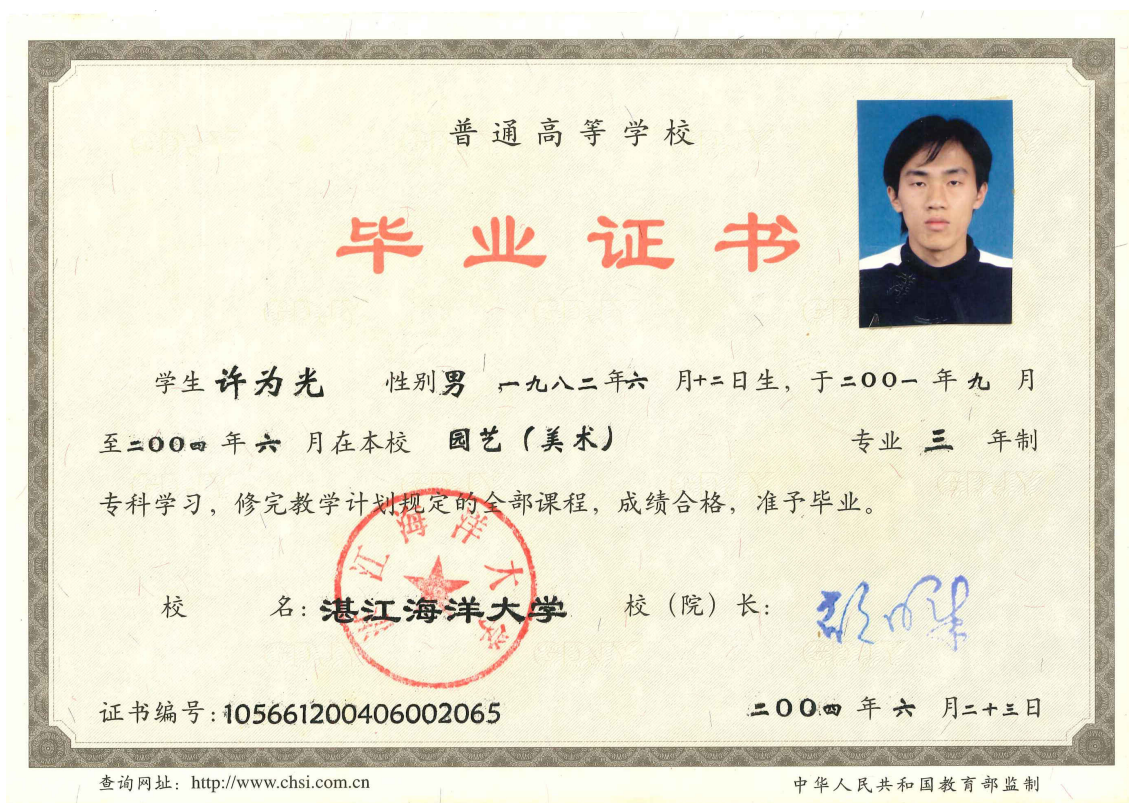 普通高等学校
毕业证书
学生 许为光 性别 男 ,一九八二年六月十二日生,于二〇〇一年九月
至二〇〇四年六月在本校 园艺(美术) 专业 三 年制
专科学习,修完教学计划规定的全部课程,成绩合格,准予毕业。
湛江海洋大学
校 名:湛江海洋大学 校(院)长:
证书编号:105661200406002065 二〇〇四年六月二十三日
查询网址:http://www.chsi.com.cn 中华人民共和国教育部监制